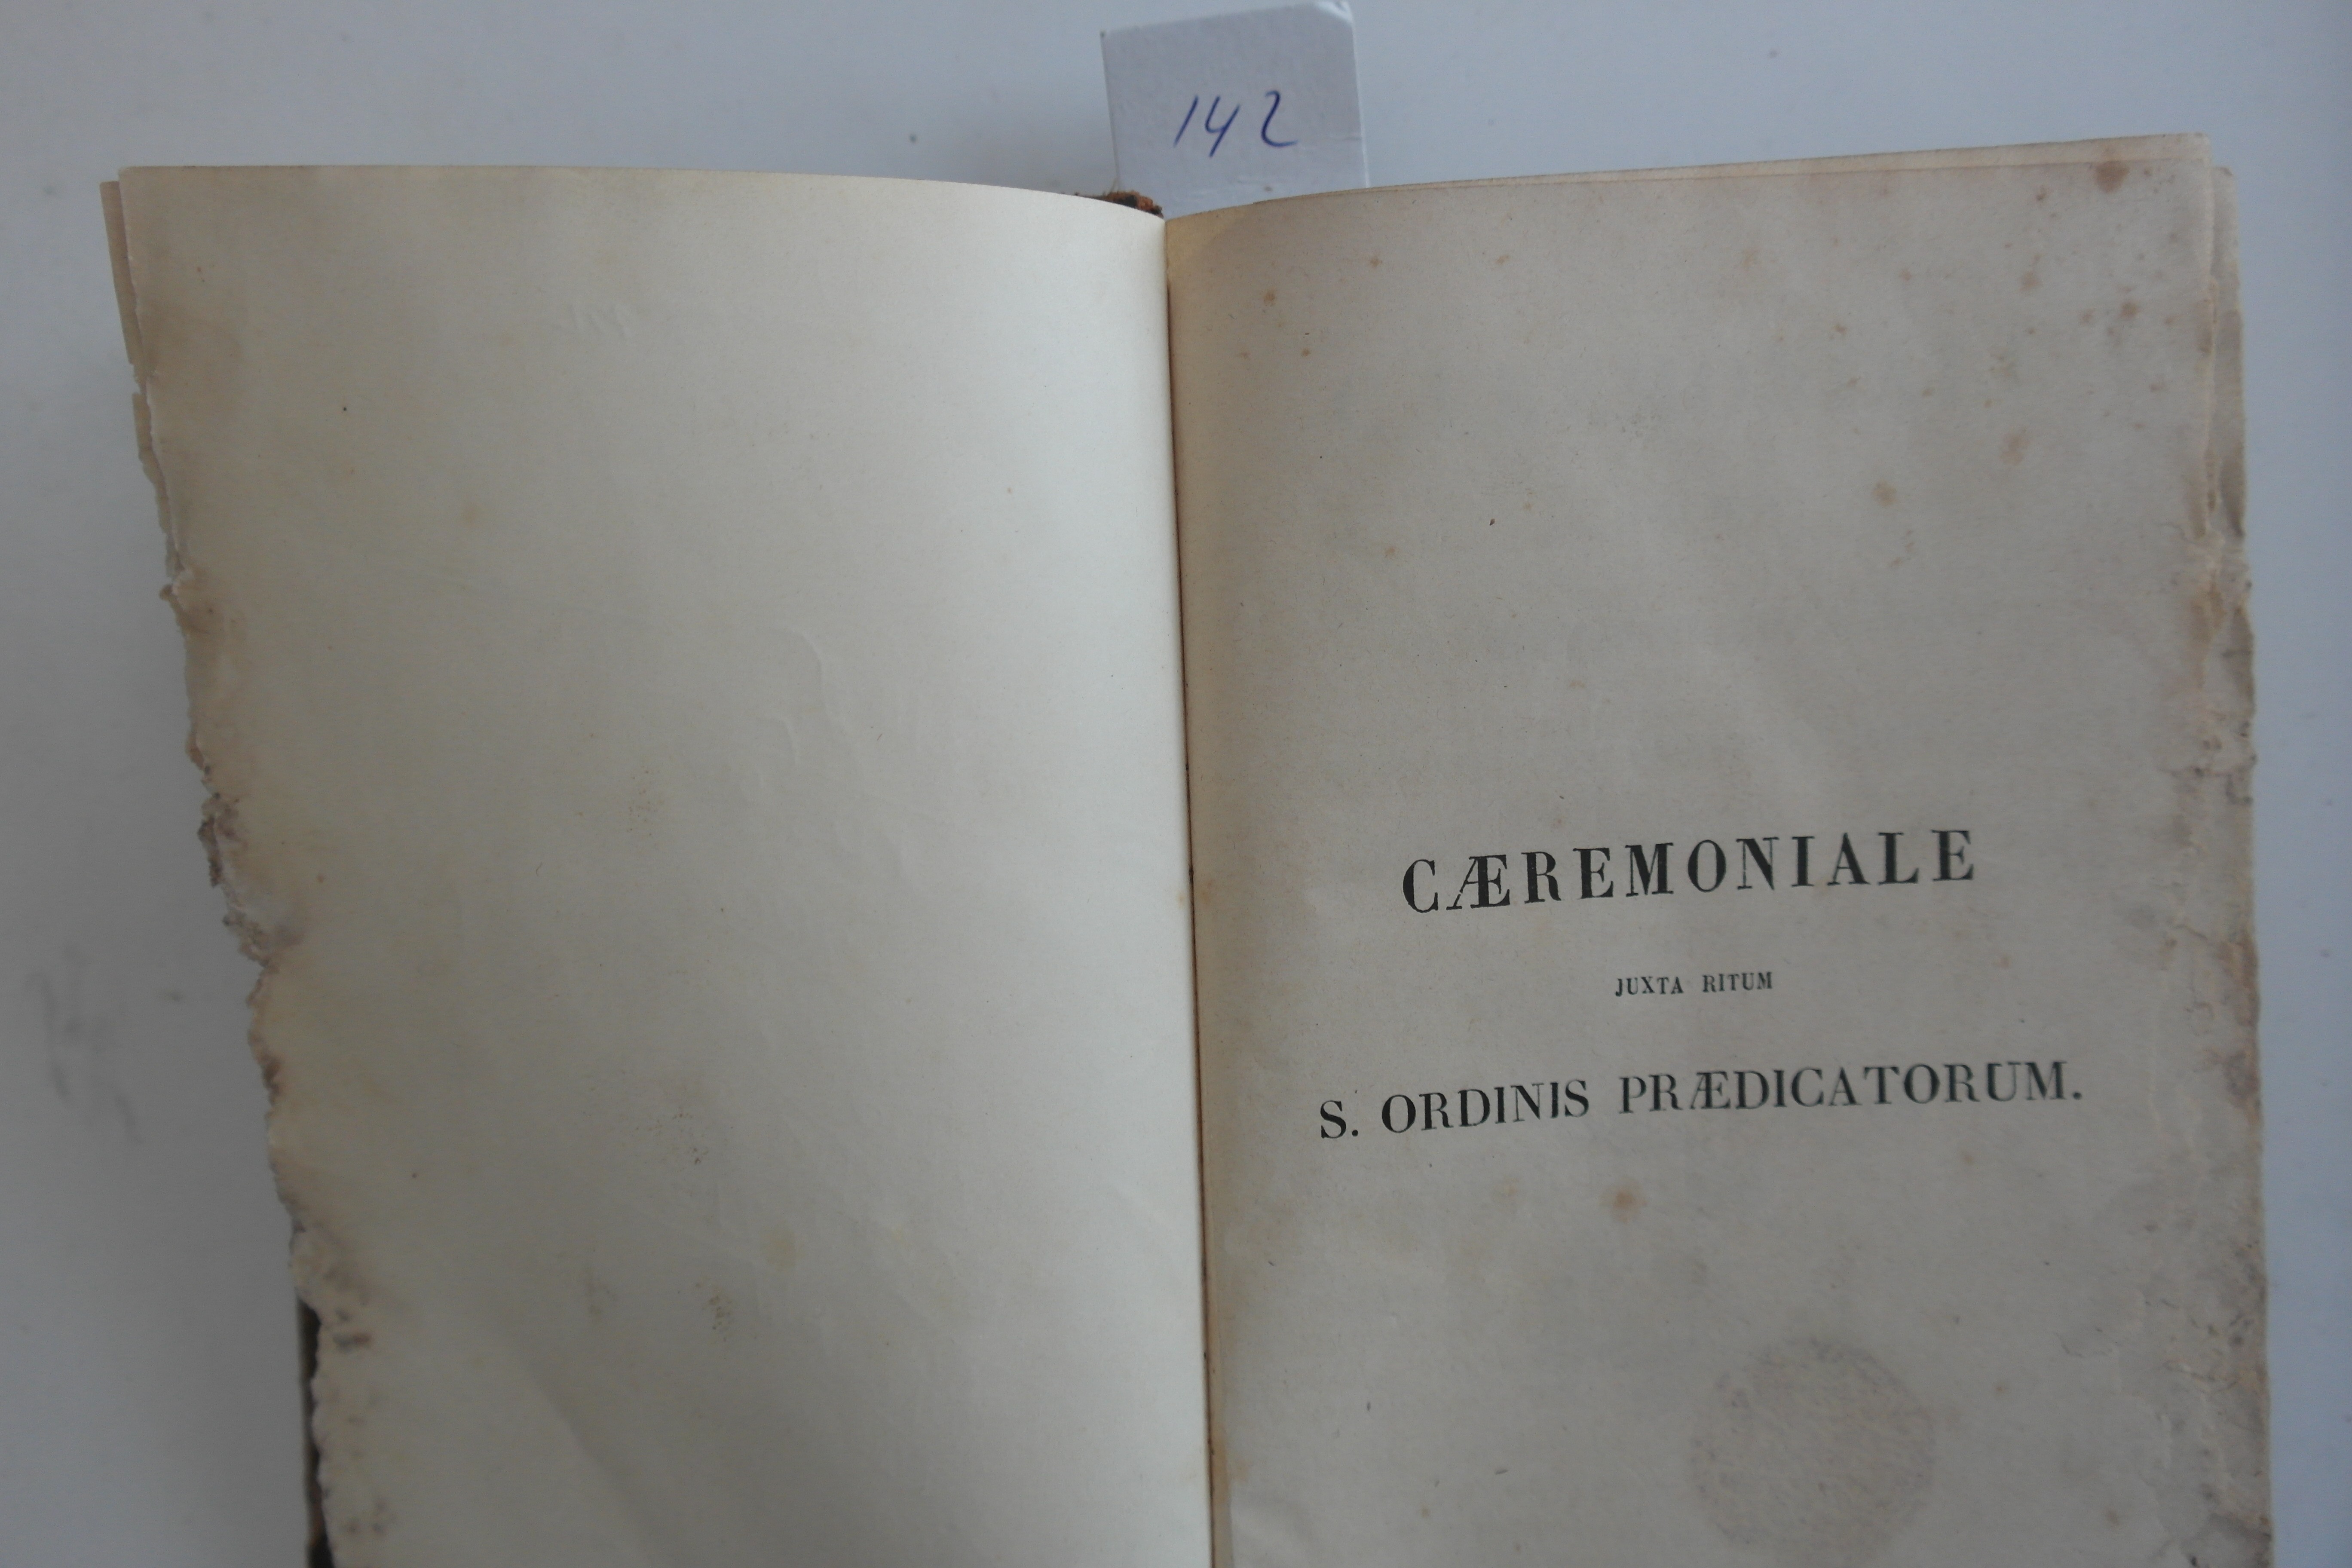 142
CÆREMONIALE
JUXTA RITUM
S. ORDINIS PRÆDICATORUM.